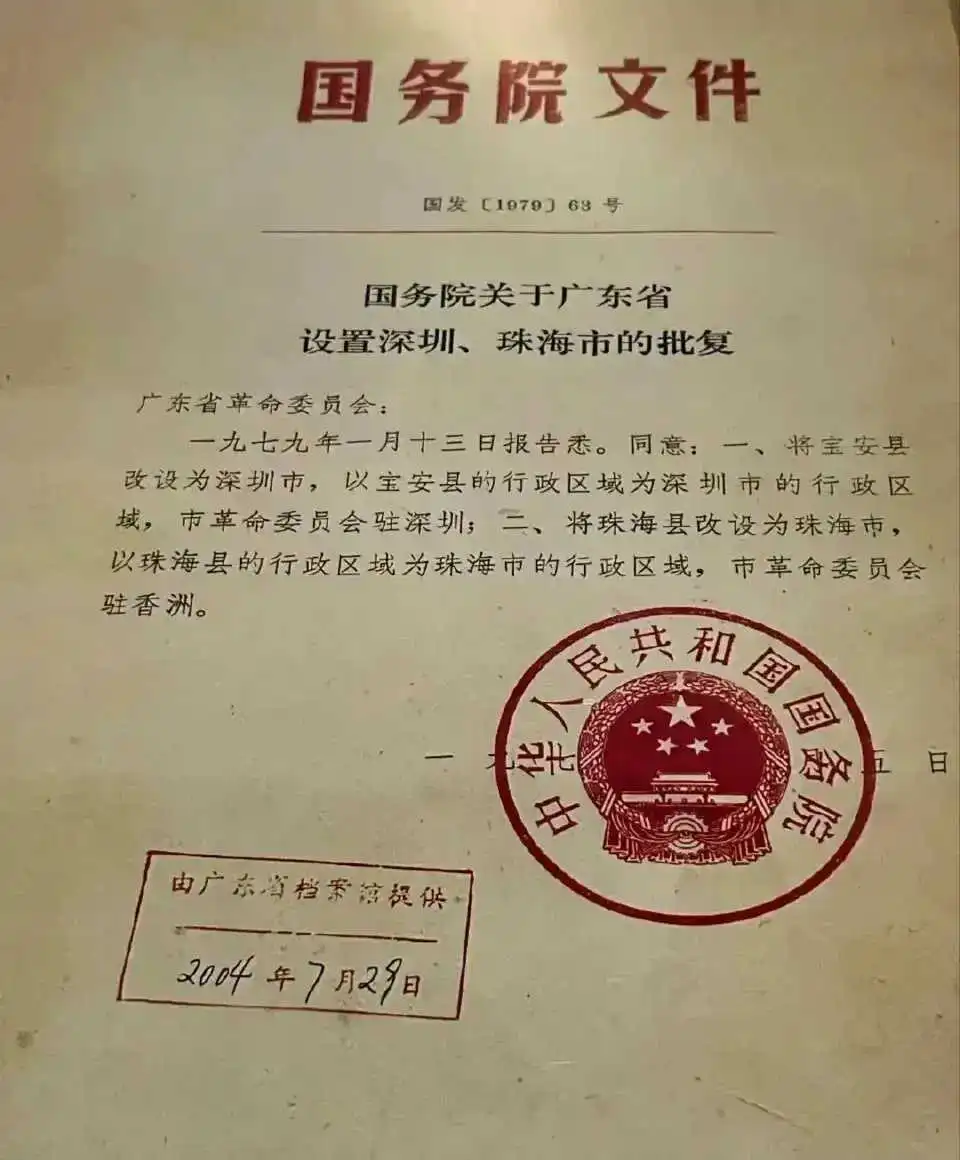 国务院文件
国发〔1979〕63 号
国务院关于广东省
设置深圳、珠海市的批复
广东省革命委员会：
一九七九年一月十三日报告悉。同意：一、将宝安县
改设为深圳市，以宝安县的行政区域为深圳市的行政区
域，市革命委员会驻深圳；二、将珠海县改设为珠海市，
以珠海县的行政区域为珠海市的行政区域，市革命委员会
驻香洲。
中华人民共和国国务院
一九 五日
由广东省档案馆提供
2004年7月29日